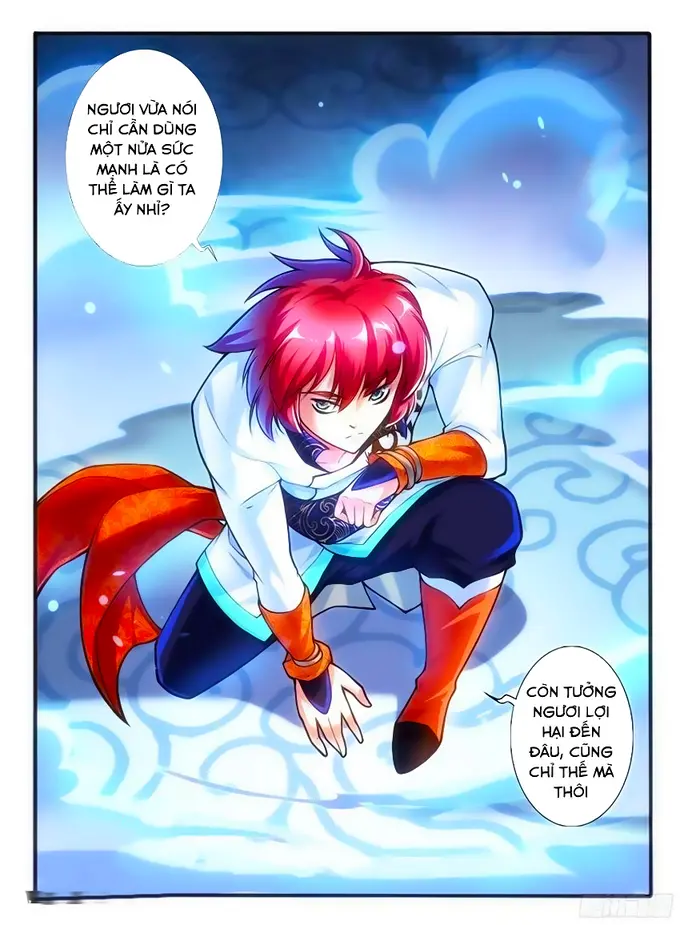 NGƯƠI VỪA NÓI
CHỈ CẦN DÙNG
MỘT NỬA SỨC
MẠNH LÀ CÓ
THỂ LÀM GÌ TA
ẤY NHỈ?
CÒN TƯỞNG
NGƯƠI LỢI
HẠI ĐẾN
ĐÂU, CŨNG
CHỈ THẾ MÀ
THÔI